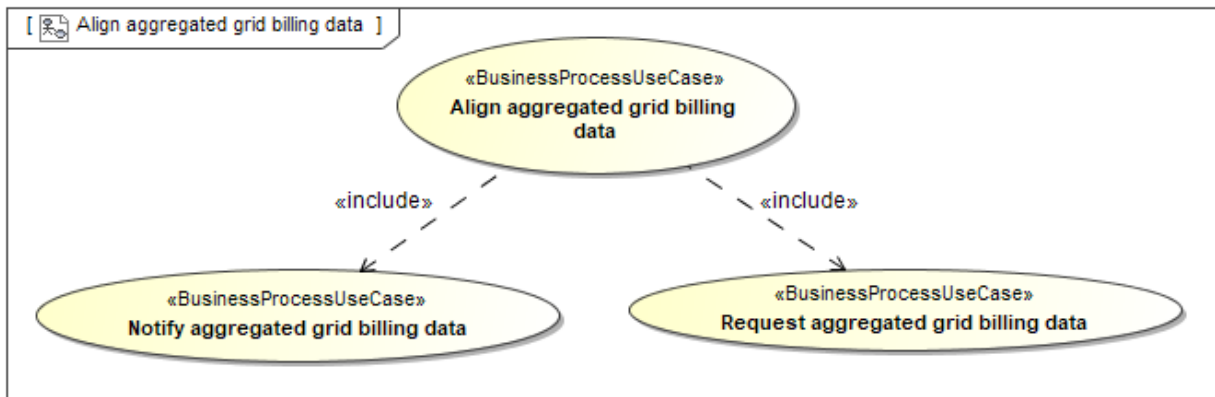 [ Align aggregated grid billing data ]
«BusinessProcessUseCase»
Align aggregated grid billing
data
«include»
«include»
«BusinessProcessUseCase»
Notify aggregated grid billing data
«BusinessProcessUseCase»
Request aggregated grid billing data